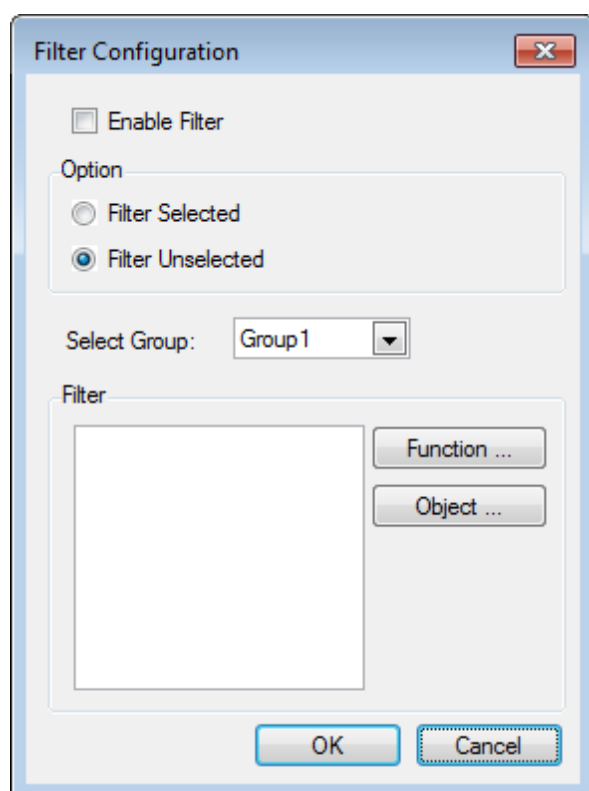 Filter Configuration
Enable Filter
Option
Filter Selected
Filter Unselected
Select Group: Group1
Filter
Function ...
Object ...
OK Cancel